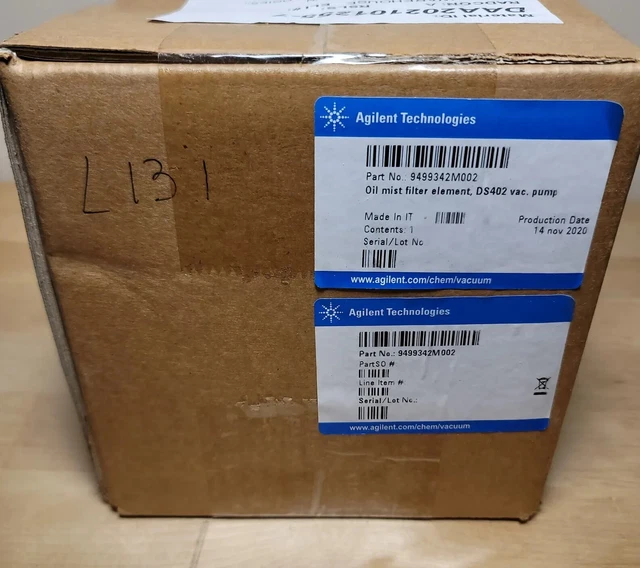 Material ID:
L131
Agilent Technologies
Part No.: 9499342M002
Oil mist filter element, DS402 vac. pump
Made In IT
Production Date
Contents: 1
14 nov 2020
Serial/Lot No
www.agilent.com/chem/vacuum
Agilent Technologies
Part No.: 9499342M002
PartSO #
Line Item #
Serial/Lot No.:
www.agilent.com/chem/vacuum